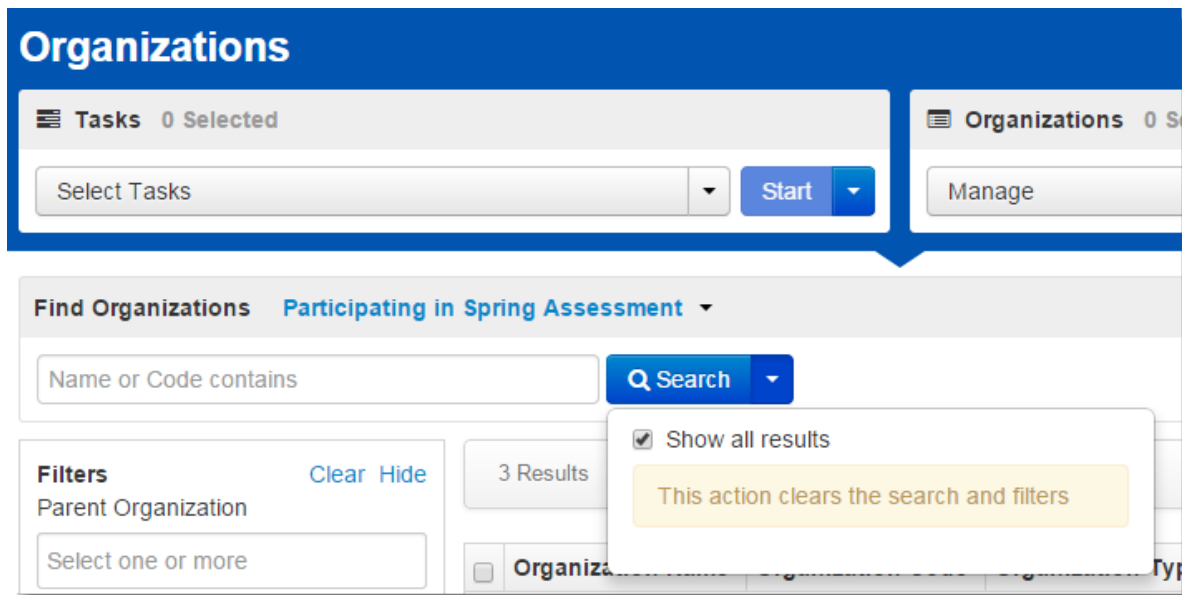 Organizations
Tasks 0 Selected
Organizations 0
Select Tasks
Start
Manage
Find Organizations Participating in Spring Assessment
Name or Code contains
Search
Show all results
This action clears the search and filters
Filters Clear Hide
3 Results
Parent Organization
Select one or more